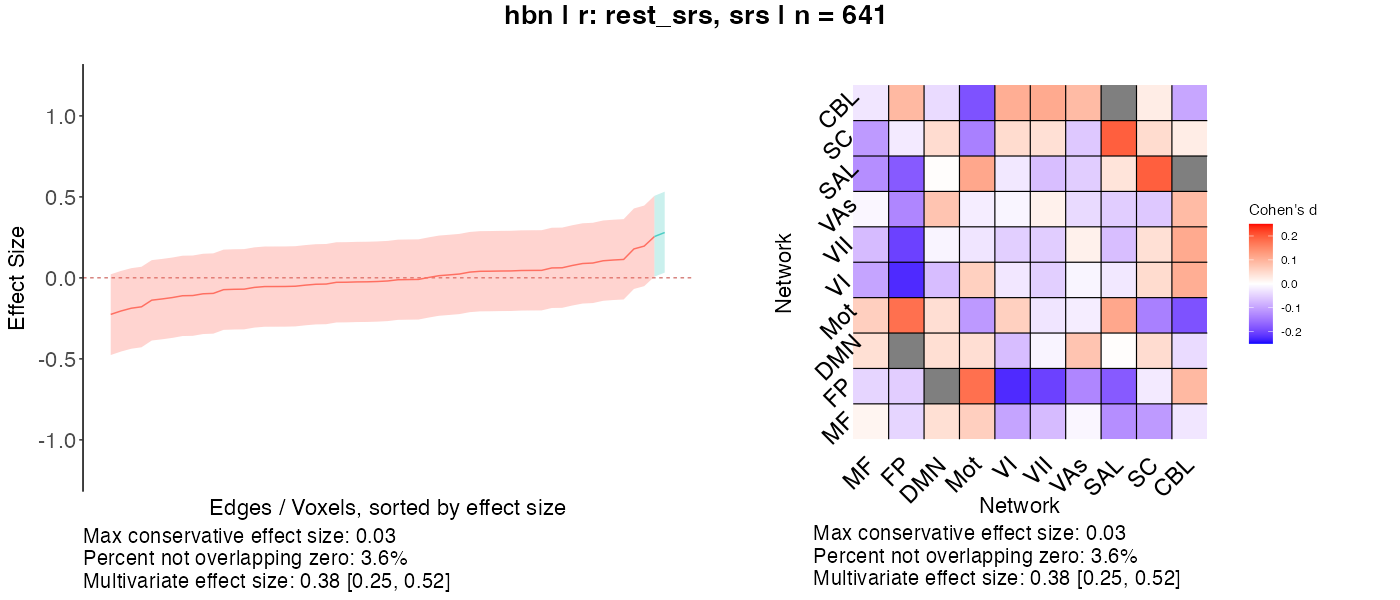 hbn | r: rest_srs, srs | n = 641
Effect Size
1.0
0.5
0.0
-0.5
-1.0
Edges / Voxels, sorted by effect size
Max conservative effect size: 0.03
Percent not overlapping zero: 3.6%
Multivariate effect size: 0.38 [0.25, 0.52]
Network
CBL
SC
SAL
VAs
VII
VI
Mot
DMN
FP
MF
MF
FP
DMN
Mot
VI
VII
VAs
SAL
SC
CBL
Network
Cohen's d
0.2
0.1
0.0
-0.1
-0.2
Max conservative effect size: 0.03
Percent not overlapping zero: 3.6%
Multivariate effect size: 0.38 [0.25, 0.52]